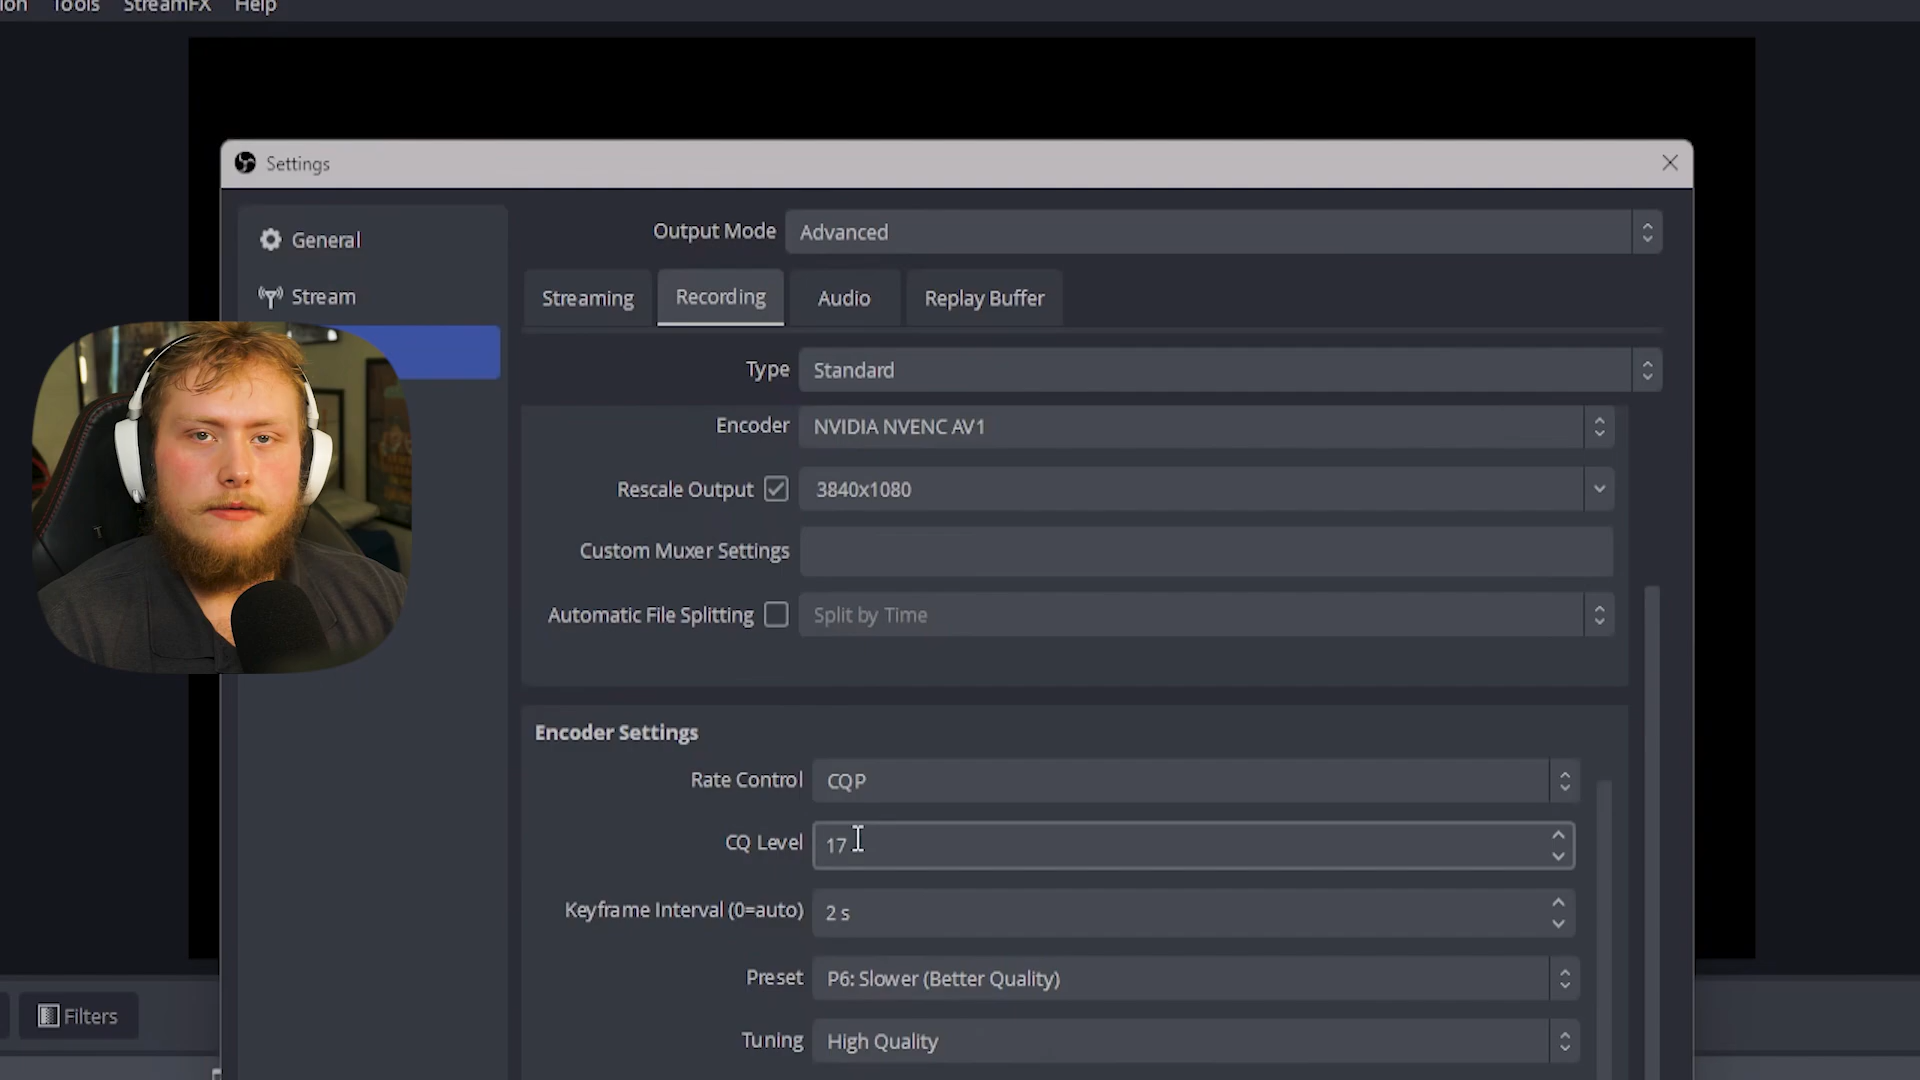 Tools StreamFX Help
Settings
General
Stream
Output Mode Advanced
Streaming Recording Audio Replay Buffer
Type Standard
Encoder NVIDIA NVENC AV1
Rescale Output 3840x1080
Custom Muxer Settings
Automatic File Splitting Split by Time
Encoder Settings
Rate Control CQP
CQ Level 17
Keyframe Interval (0=auto) 2 s
Preset P6: Slower (Better Quality)
Tuning High Quality
Filters